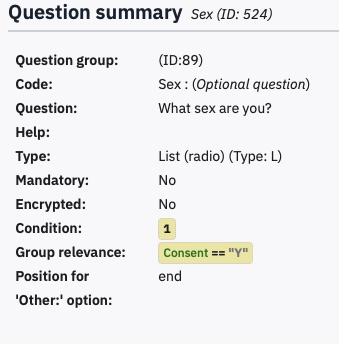 Question summary Sex (ID: 524)
Question group: (ID:89)
Code: Sex : (Optional question)
Question: What sex are you?
Help:
Type: List (radio) (Type: L)
Mandatory: No
Encrypted: No
Condition: 1
Group relevance: Consent == "Y"
Position for end
'Other:' option: